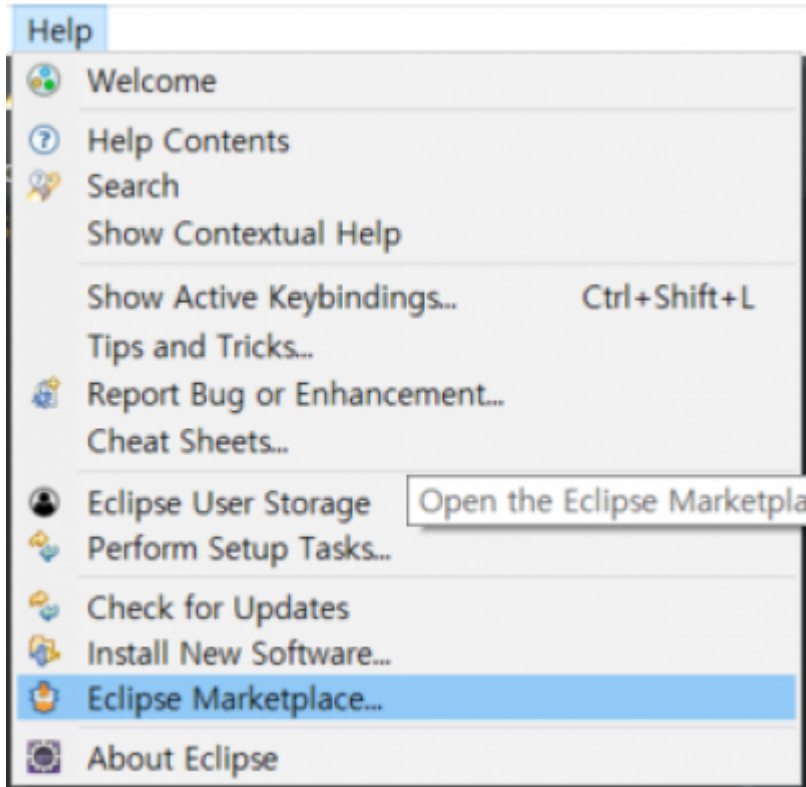 Help
Welcome
Help Contents
Search
Show Contextual Help
Show Active Keybindings... Ctrl+Shift+L
Tips and Tricks...
Report Bug or Enhancement...
Cheat Sheets...
Eclipse User Storage Open the Eclipse Marketpla
Perform Setup Tasks...
Check for Updates
Install New Software...
Eclipse Marketplace...
About Eclipse